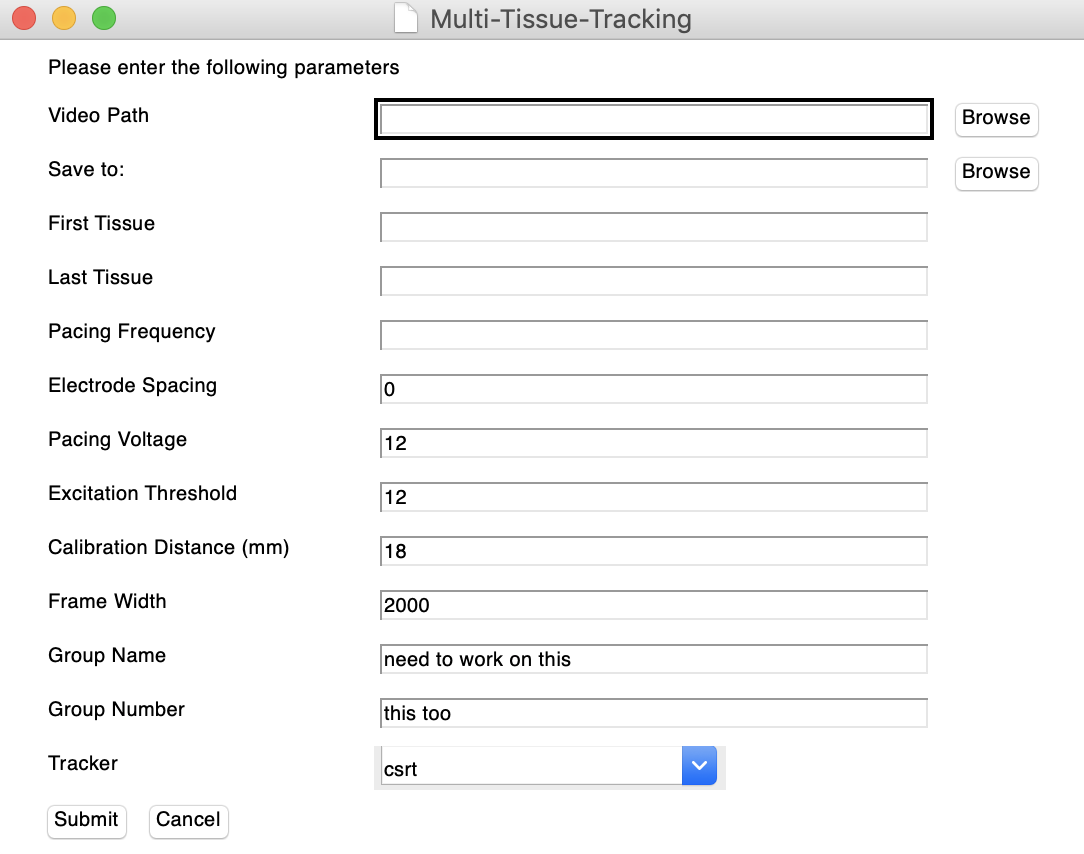 Multi-Tissue-Tracking
Please enter the following parameters
Video Path
Browse
Save to:
Browse
First Tissue
Last Tissue
Pacing Frequency
Electrode Spacing 0
Pacing Voltage 12
Excitation Threshold 12
Calibration Distance (mm) 18
Frame Width 2000
Group Name need to work on this
Group Number this too
Tracker csrt
Submit Cancel